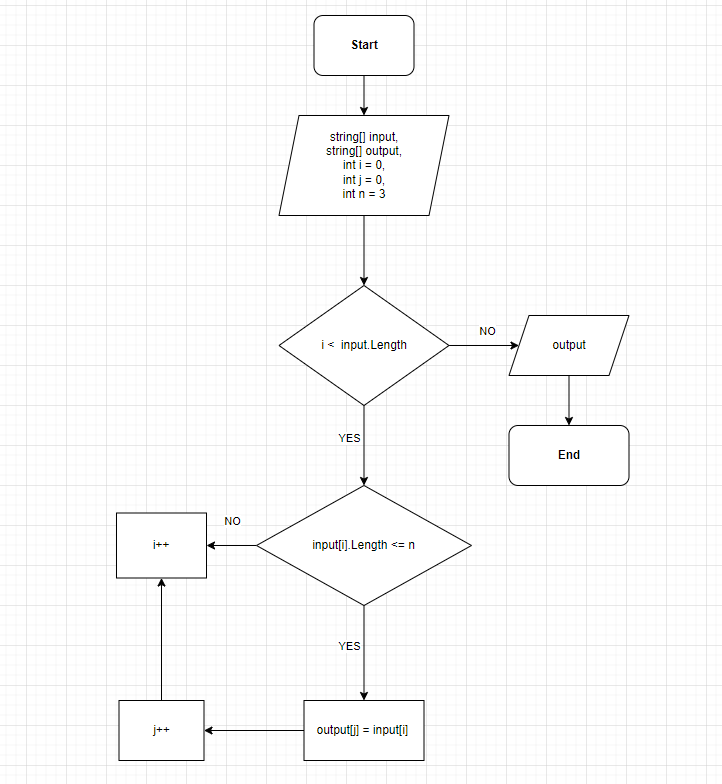 Start
string[] input,
string[] output,
int i = 0,
int j = 0,
int n = 3
i < input.Length
NO
output
YES
End
NO
i++
input[i].Length <= n
YES
j++
output[j] = input[i]